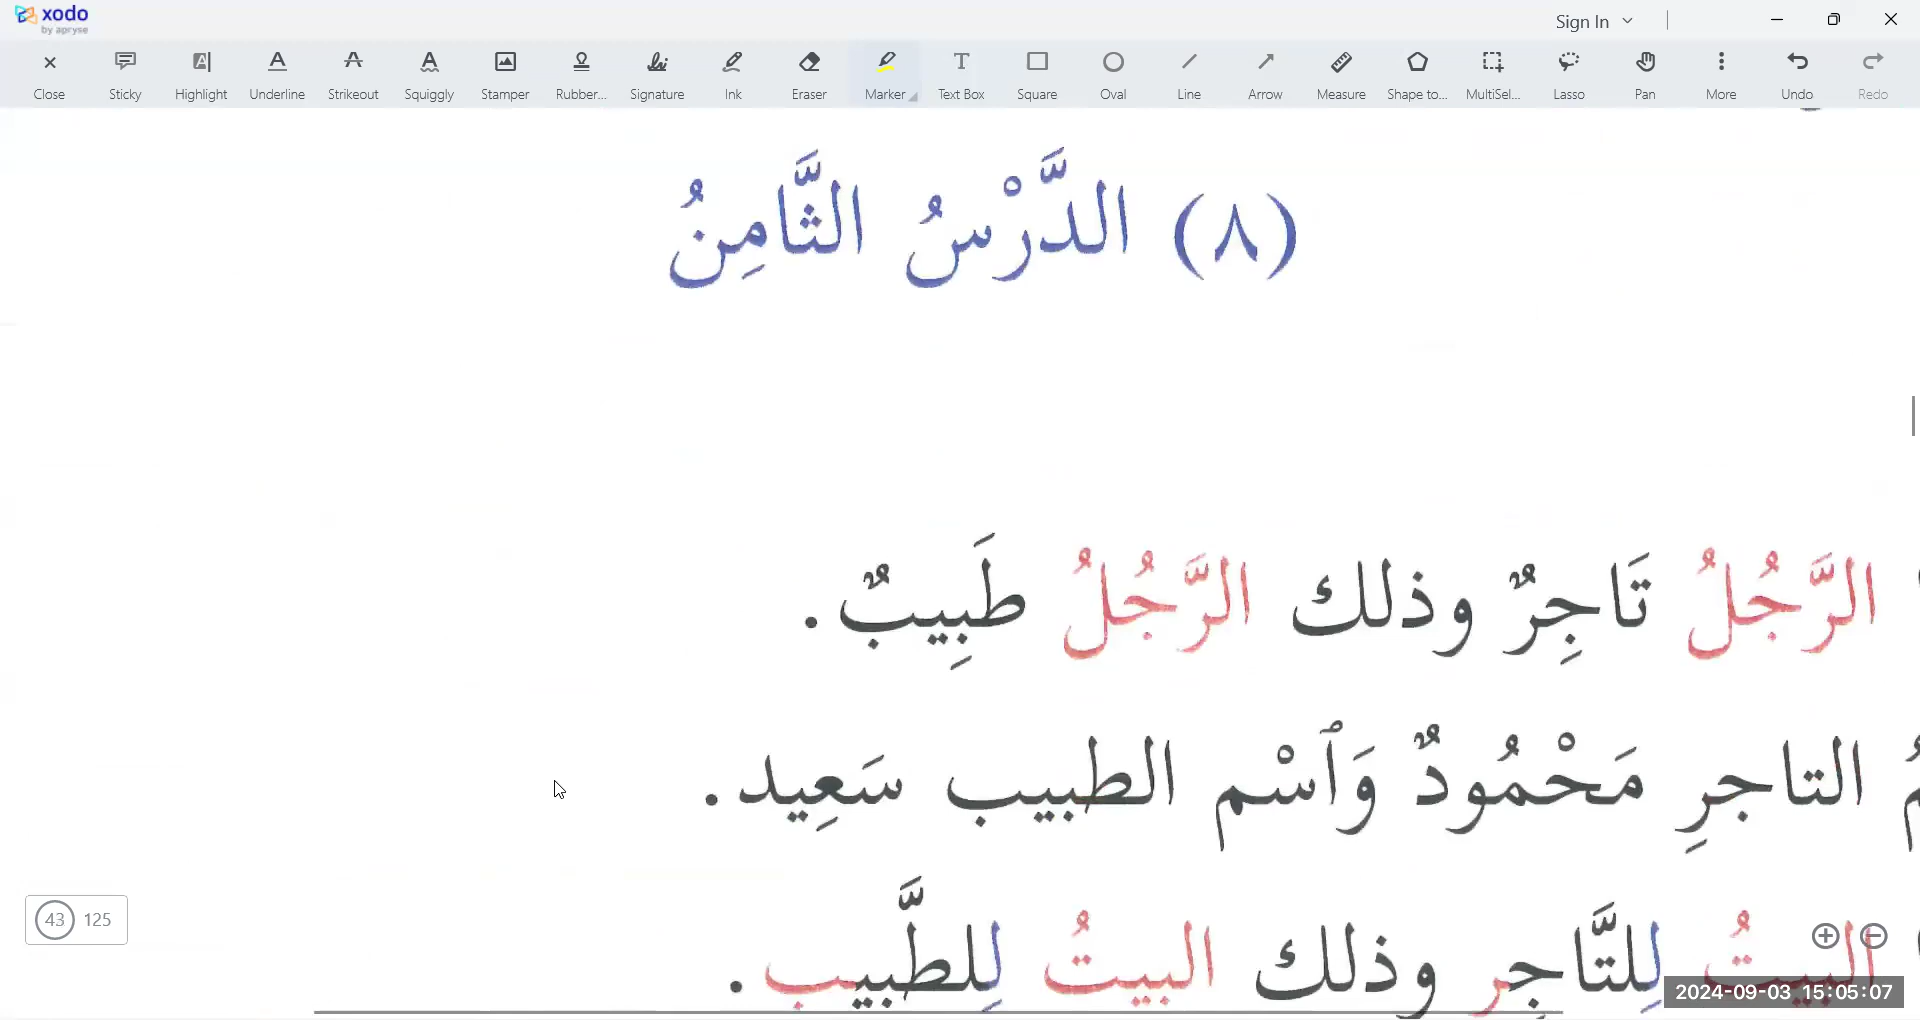 xodo
by apryse
Sign In
Close Sticky Highlight Underline Strikeout Squiggly Stamper Rubber... Signature Ink Eraser Marker Text Box Square Oval Line Arrow Measure Shape to... MultiSel... Lasso Pan More Undo Redo
(٨) الدَّرْسُ الثَّامِنُ
الرَّجُلُ تَاجِرٌ وذلك الرَّجُلُ طَبِيبٌ .
التاجرِ مَحْمُودٌ وَٱسْم الطبيب سَعِيد .
البيتُ لِلتَّاجِر وذلك البيتُ لِلطَّبيب .
43 125
2024-09-03 15:05:07